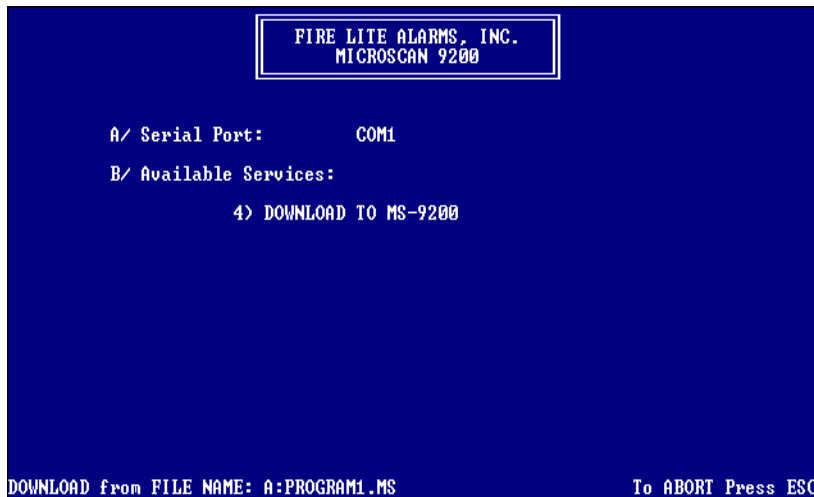 FIRE LITE ALARMS, INC.
MICROSCAN 9200
A/ Serial Port: COM1
B/ Available Services:
4) DOWNLOAD TO MS-9200
DOWNLOAD from FILE NAME: A:PROGRAM1.MS To ABORT Press ESC